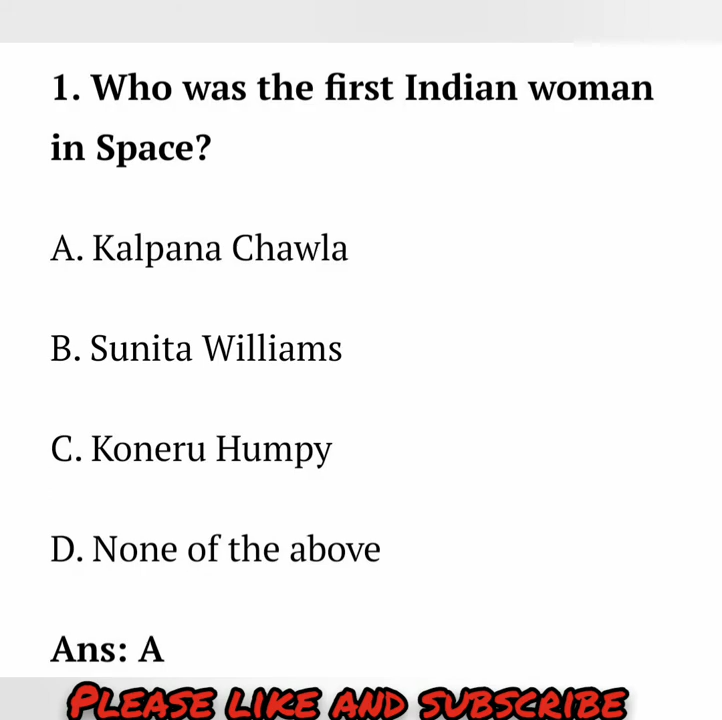 1. Who was the first Indian woman
in Space?
A. Kalpana Chawla
B. Sunita Williams
C. Koneru Humpy
D. None of the above
Ans: A
PLEASE LIKE AND SUBSCRIBE